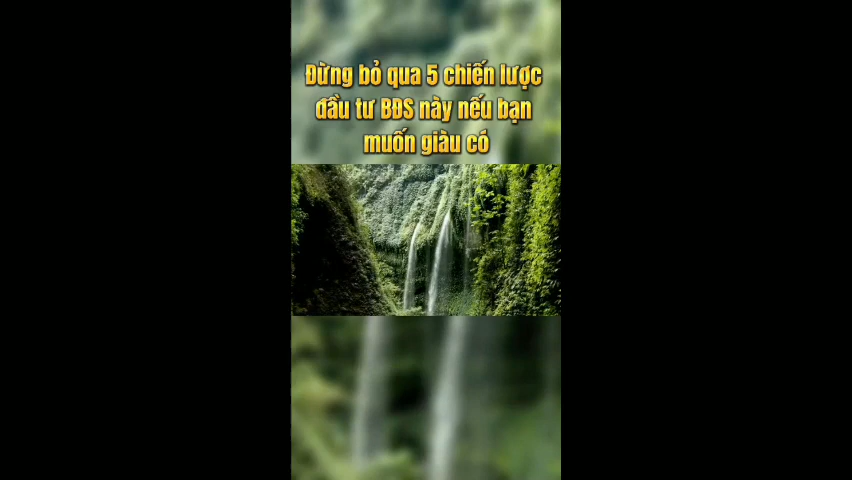 Đừng bỏ qua 5 chiến lược
đầu tư BĐS này nếu bạn
muốn giàu có